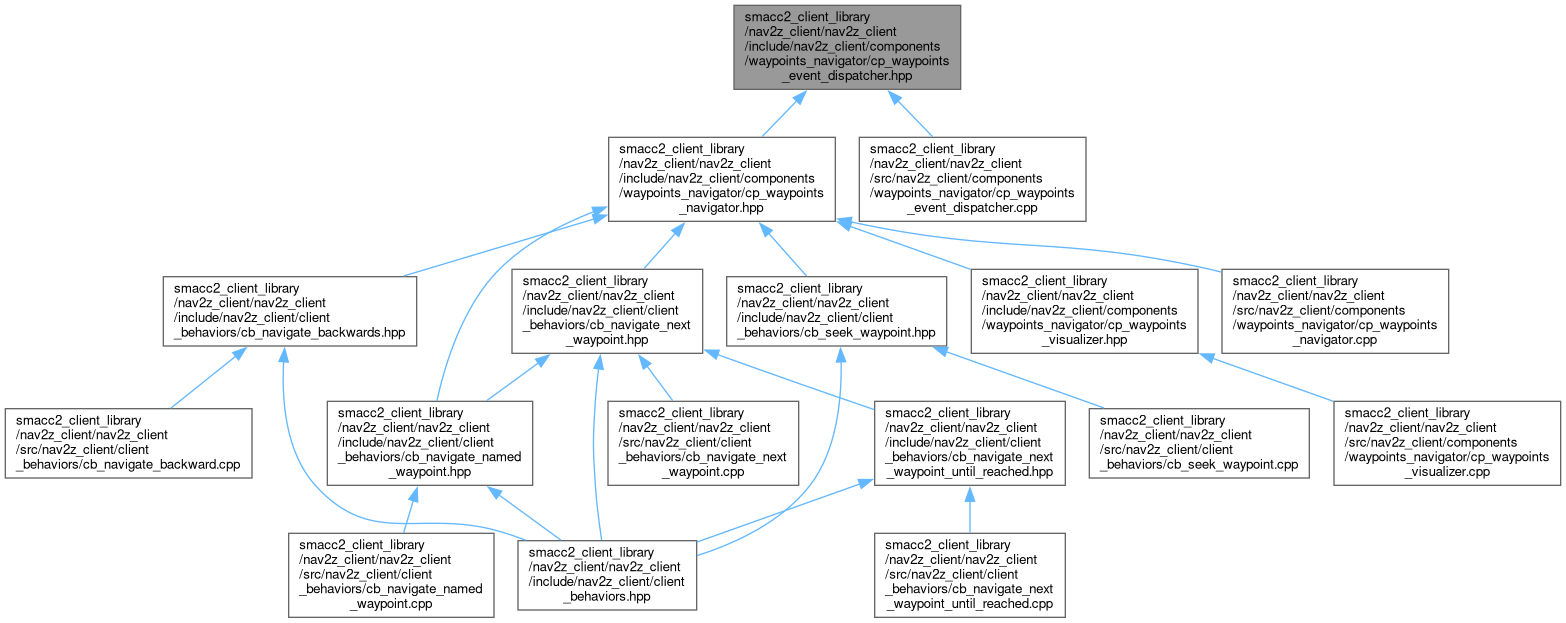 smacc2_client_library
/nav2z_client/nav2z_client
/include/nav2z_client/components
/waypoints_navigator/cp_waypoints
_event_dispatcher.hpp
smacc2_client_library
/nav2z_client/nav2z_client
/include/nav2z_client/components
/waypoints_navigator/cp_waypoints
_navigator.hpp
smacc2_client_library
/nav2z_client/nav2z_client
/src/nav2z_client/components
/waypoints_navigator/cp_waypoints
_event_dispatcher.cpp
smacc2_client_library
/nav2z_client/nav2z_client
/include/nav2z_client/client
_behaviors/cb_navigate_backwards.hpp
smacc2_client_library
/nav2z_client/nav2z_client
/include/nav2z_client/client
_behaviors/cb_navigate_next
_waypoint.hpp
smacc2_client_library
/nav2z_client/nav2z_client
/include/nav2z_client/client
_behaviors/cb_seek_waypoint.hpp
smacc2_client_library
/nav2z_client/nav2z_client
/include/nav2z_client/components
/waypoints_navigator/cp_waypoints
_visualizer.hpp
smacc2_client_library
/nav2z_client/nav2z_client
/src/nav2z_client/components
/waypoints_navigator/cp_waypoints
_navigator.cpp
smacc2_client_library
/nav2z_client/nav2z_client
/src/nav2z_client/client
_behaviors/cb_navigate_backward.cpp
smacc2_client_library
/nav2z_client/nav2z_client
/include/nav2z_client/client
_behaviors/cb_navigate_named
_waypoint.hpp
smacc2_client_library
/nav2z_client/nav2z_client
/src/nav2z_client/client
_behaviors/cb_navigate_next
_waypoint.cpp
smacc2_client_library
/nav2z_client/nav2z_client
/include/nav2z_client/client
_behaviors/cb_navigate_next
_waypoint_until_reached.hpp
smacc2_client_library
/nav2z_client/nav2z_client
/src/nav2z_client/client
_behaviors/cb_seek_waypoint.cpp
smacc2_client_library
/nav2z_client/nav2z_client
/src/nav2z_client/components
/waypoints_navigator/cp_waypoints
_visualizer.cpp
smacc2_client_library
/nav2z_client/nav2z_client
/src/nav2z_client/client
_behaviors/cb_navigate_named
_waypoint.cpp
smacc2_client_library
/nav2z_client/nav2z_client
/include/nav2z_client/client
_behaviors.hpp
smacc2_client_library
/nav2z_client/nav2z_client
/src/nav2z_client/client
_behaviors/cb_navigate_next
_waypoint_until_reached.cpp